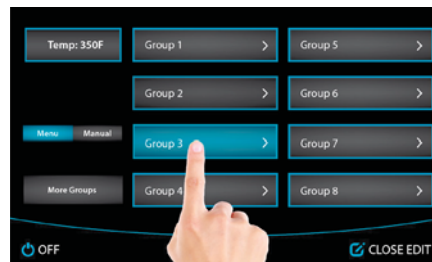 Temp: 350F
Group 1
Group 5
Group 2
Group 6
Menu
Manual
Group 3
Group 7
More Groups
Group 4
Group 8
OFF
CLOSE EDIT